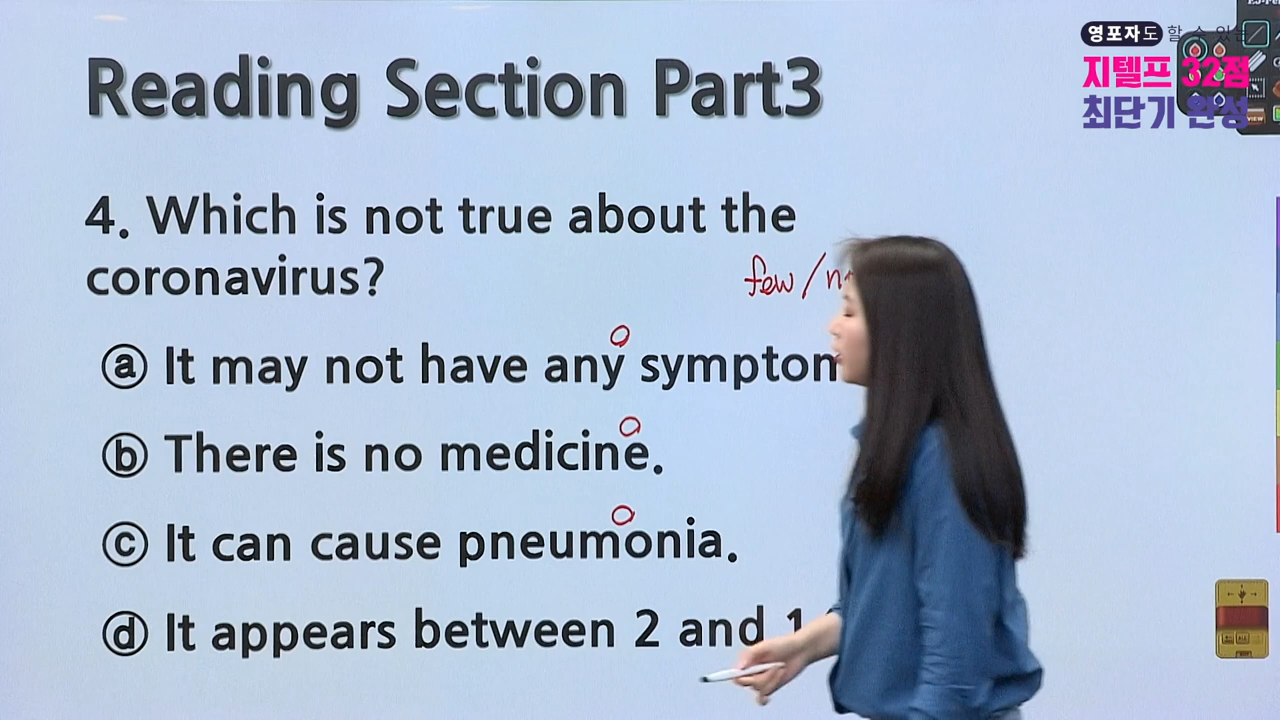 영포자도 할 수 있는
지텔프 32점
최단기 완성
Reading Section Part3
4. Which is not true about the
coronavirus?
few /
ⓐ It may not have any
ⓑ There is no medicine.
ⓒ It can cause pneumonia.
ⓓ It appears between 2 and